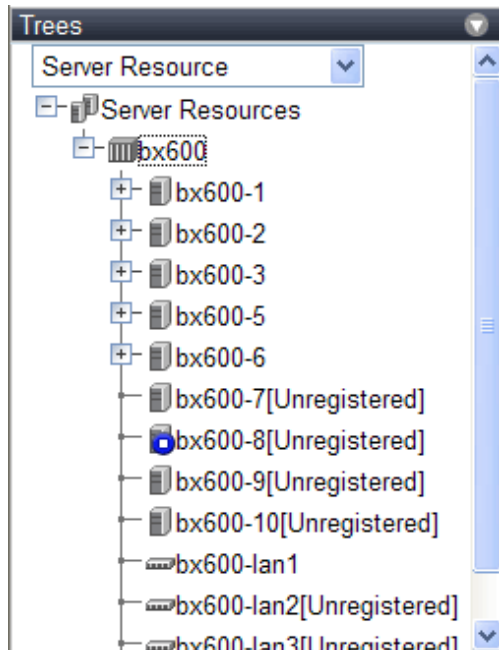 Trees
Server Resource
Server Resources
bx600
bx600-1
bx600-2
bx600-3
bx600-5
bx600-6
bx600-7[Unregistered]
bx600-8[Unregistered]
bx600-9[Unregistered]
bx600-10[Unregistered]
bx600-lan1
bx600-lan2[Unregistered]
bx600-lan3[Unregistered]